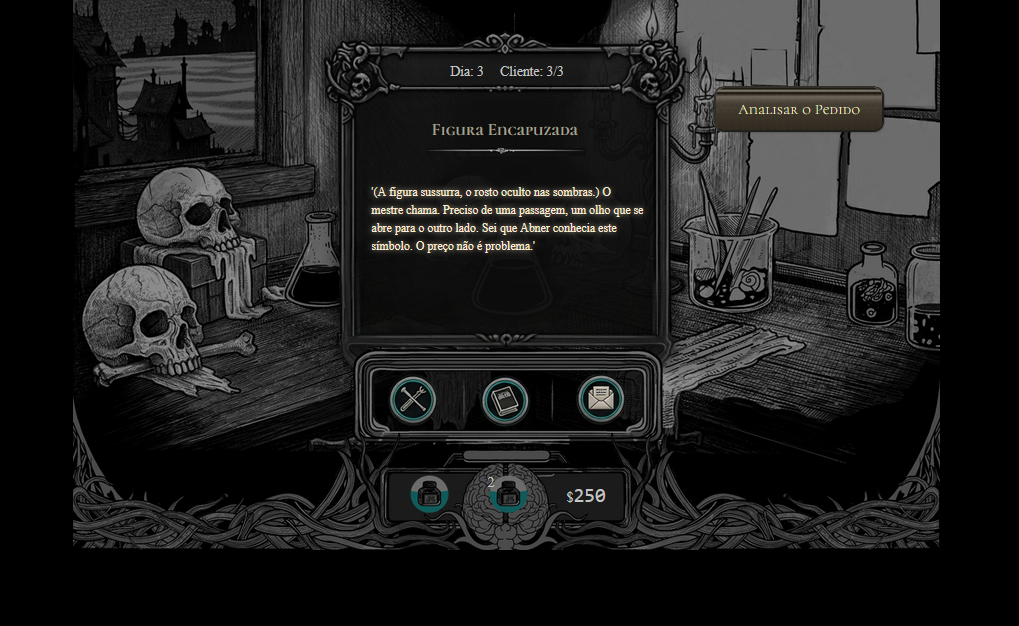 Dia: 3 Cliente: 3/3
Analisar o Pedido
Figura Encapuzada
'(A figura sussurra, o rosto oculto nas sombras.) O
mestre chama. Preciso de uma passagem, um olho que se
abre para o outro lado. Sei que Abner conhecia este
símbolo. O preço não é problema.'
2
$250